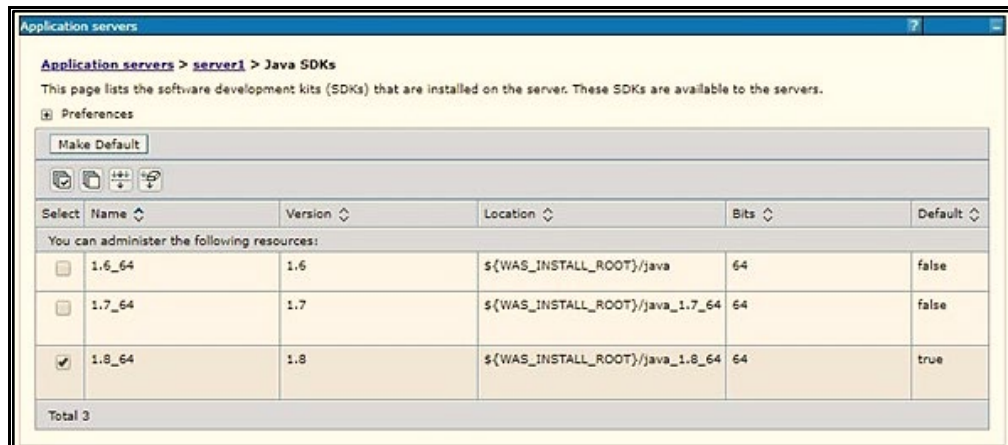 Application servers ? –
Application servers > server1 > Java SDKs
This page lists the software development kits (SDKs) that are installed on the server. These SDKs are available to the servers.
+ Preferences
Make Default
Select Name Version Location Bits Default
You can administer the following resources:
1.6_64 1.6 ${WAS_INSTALL_ROOT}/java 64 false
1.7_64 1.7 ${WAS_INSTALL_ROOT}/java_1.7_64 64 false
1.8_64 1.8 ${WAS_INSTALL_ROOT}/java_1.8_64 64 true
Total 3